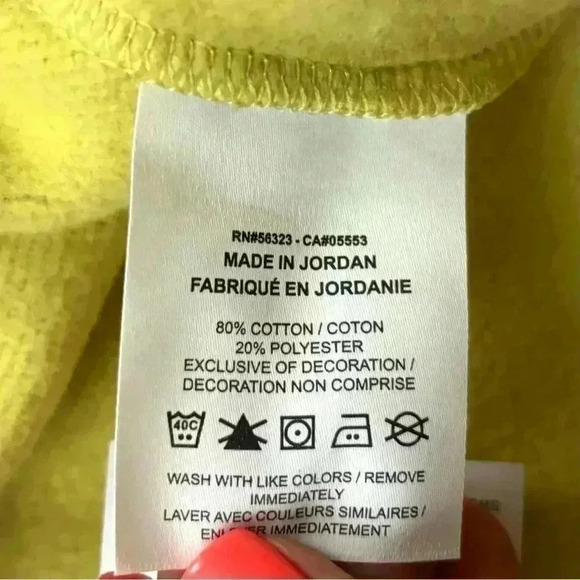 RN#56323 - CA#05553
MADE IN JORDAN
FABRIQUÉ EN JORDANIE
80% COTTON / COTON
20% POLYESTER
EXCLUSIVE OF DECORATION /
DECORATION NON COMPRISE
40C
WASH WITH LIKE COLORS / REMOVE
IMMEDIATELY
LAVER AVEC COULEURS SIMILAIRES /
IMMEDIATEMENT